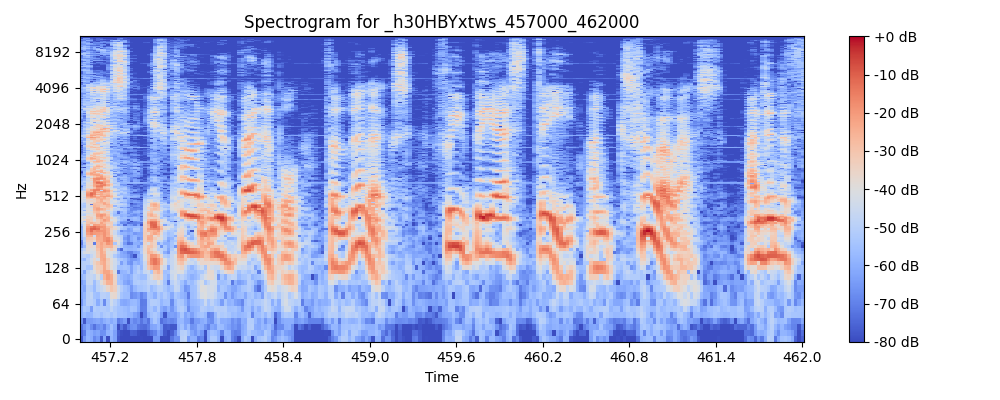 Spectrogram for _h30HBYxtws_457000_462000
8192
4096
2048
1024
512
256
128
64
0
Hz
457.2 457.8 458.4 459.0 459.6 460.2 460.8 461.4 462.0
Time
+0 dB
-10 dB
-20 dB
-30 dB
-40 dB
-50 dB
-60 dB
-70 dB
-80 dB